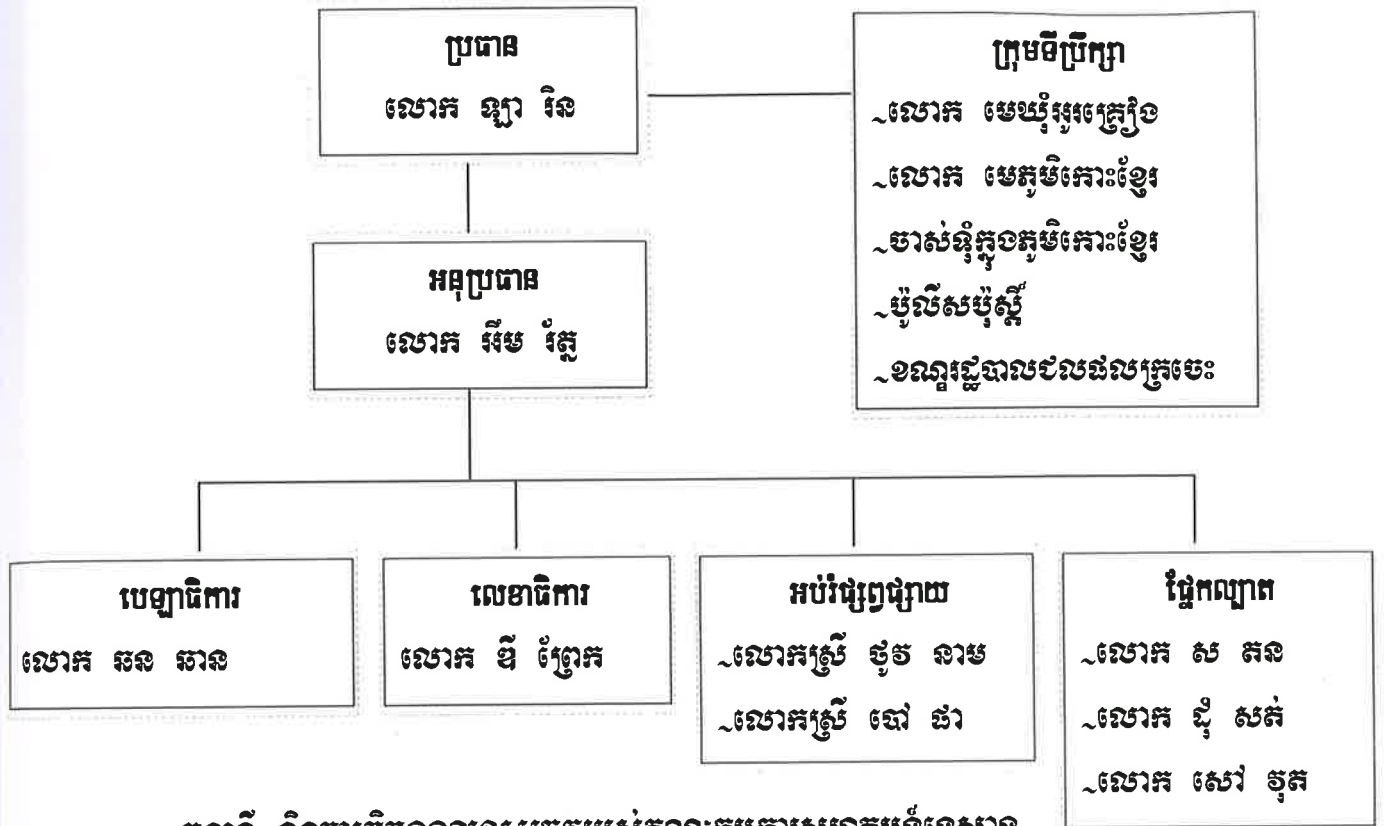 ប្រធាន
លោក ឡា រិន
ក្រុមទីប្រឹក្សា
~លោក មេឃុំអូរគ្រៀង
~លោក មេភូមិកោះខ្មែរ
~ចាស់ទុំក្នុងភូមិកោះខ្មែរ
~ប៉ូលីសប៉ុស្តិ៍
~ខណ្ឌរដ្ឋបាលជលផលក្រចេះ
អនុប្រធាន
លោក អឹម រ័ត្ន
បេឡាធិការ
លោក ឆន ឆាន
លេខាធិការ
លោក ឌី ព្រែក
អប់រំផ្សព្វផ្សាយ
~លោកស្រី ថូវ នាម
~លោកស្រី បៅ ផា
ផ្នែកល្បាត
~លោក ស តន
~លោក ដុំ សត់
~លោក សៅ វុត